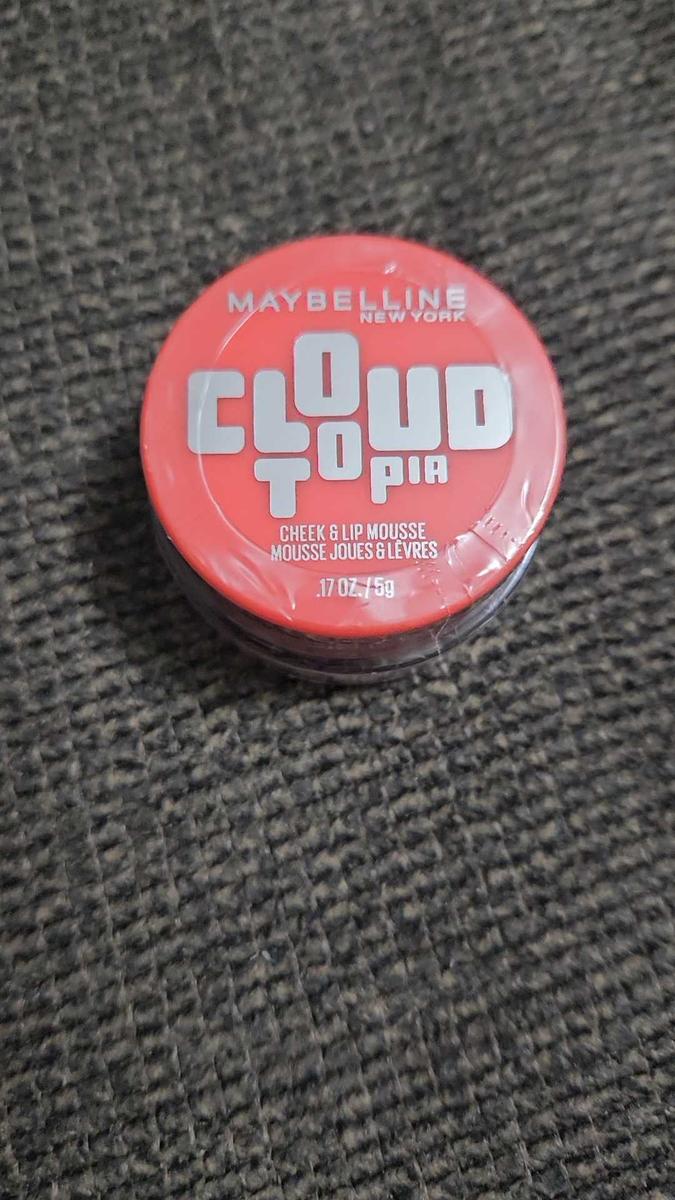 MAYBELLINE
NEW YORK
CLOUD
TOPIA
CHEEK & LIP MOUSSE
MOUSSE JOUES & LÈVRES
.17 OZ. / 5g